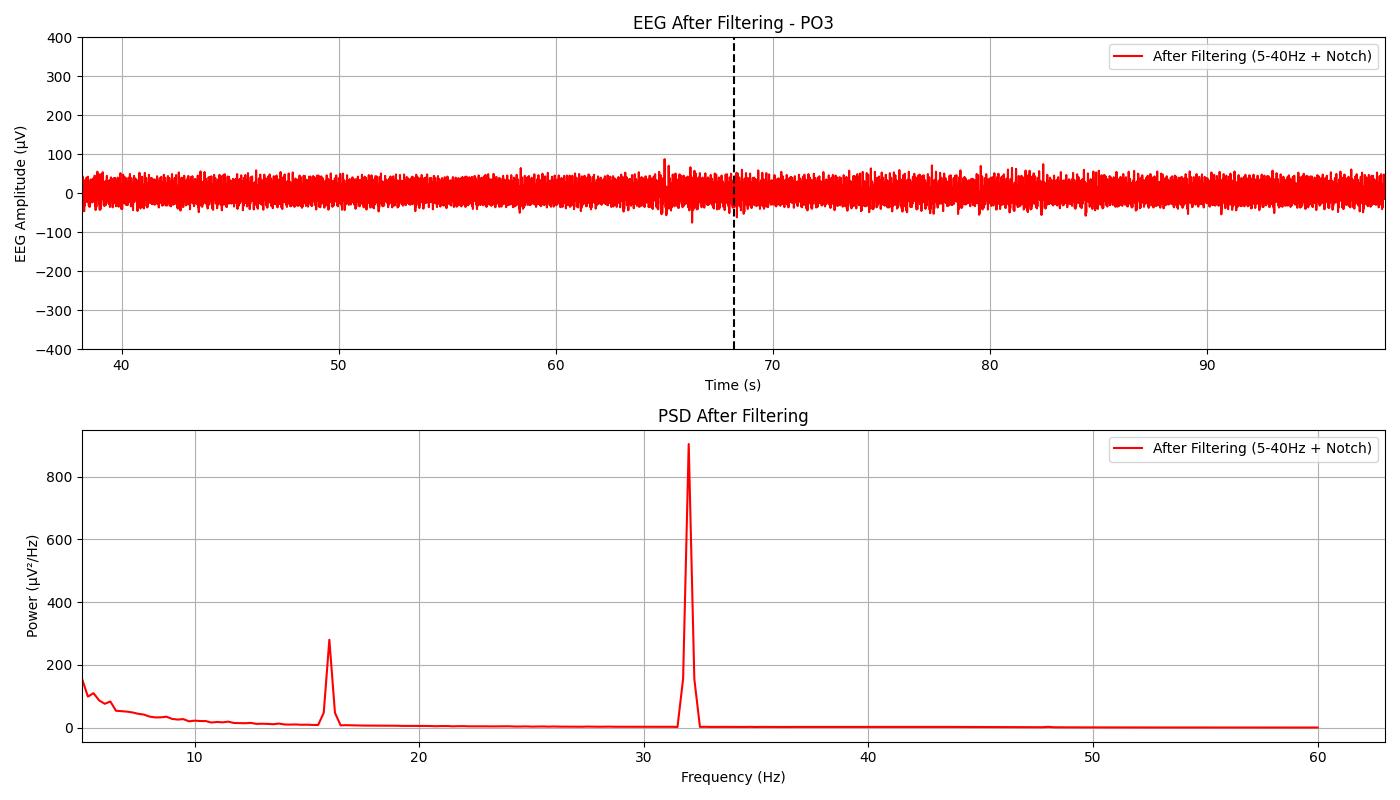 EEG After Filtering - PO3
After Filtering (5-40Hz + Notch)
400
300
200
100
0
−100
−200
−300
−400
EEG Amplitude (µV)
40 50 60 70 80 90
Time (s)
PSD After Filtering
After Filtering (5-40Hz + Notch)
800
600
400
200
0
Power (µV²/Hz)
10 20 30 40 50 60
Frequency (Hz)